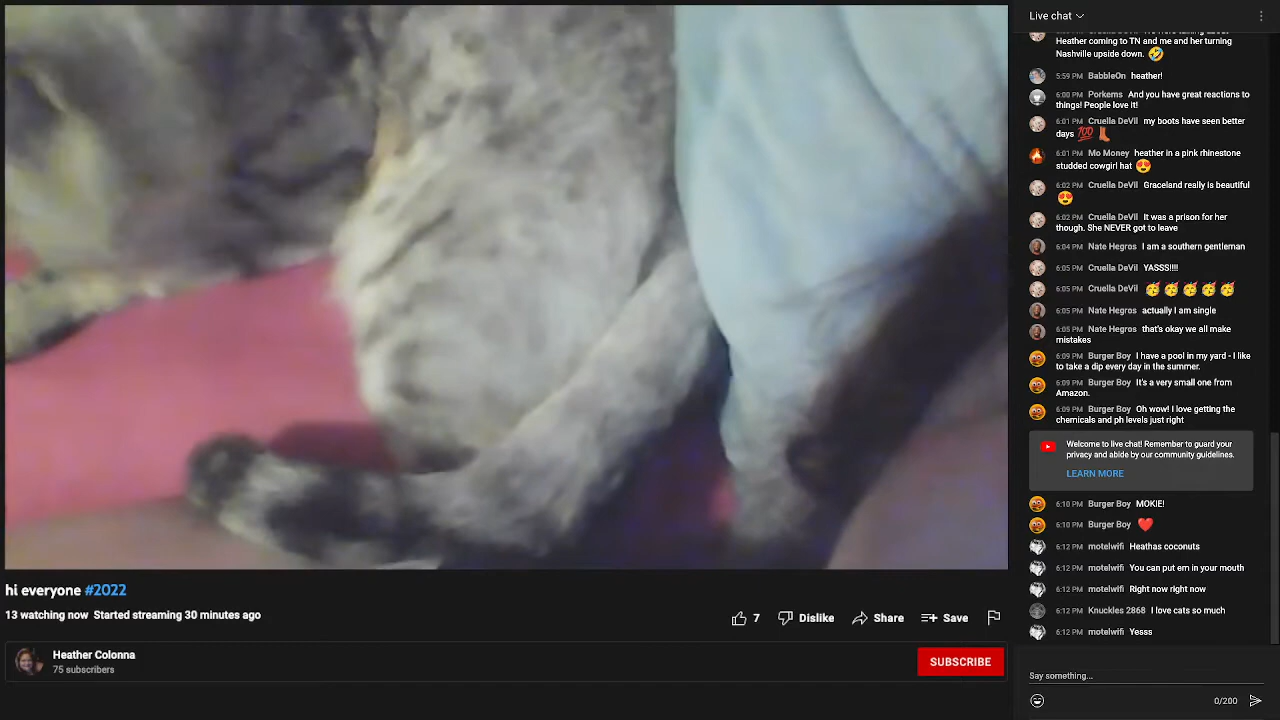 Live chat
Heather coming to TN and me and her turning
Nashville upside down. 🤣
5:59 PM BabbleOn heather!
6:00 PM Porkems And you have great reactions to
things! People love it!
6:01 PM Cruella DeVil my boots have seen better
days 💯 👢
6:01 PM Mo Money heather in a pink rhinestone
studded cowgirl hat 😍
6:02 PM Cruella DeVil Graceland really is beautiful
😍
6:02 PM Cruella DeVil It was a prison for her
though. She NEVER got to leave
6:04 PM Nate Hegros I am a southern gentleman
6:05 PM Cruella DeVil YASSS!!!!
6:05 PM Cruella DeVil 🥳 🥳 🥳 🥳 🥳
6:05 PM Nate Hegros actually I am single
6:05 PM Nate Hegros that's okay we all make
mistakes
6:09 PM Burger Boy I have a pool in my yard - I like
to take a dip every day in the summer.
6:09 PM Burger Boy It's a very small one from
Amazon.
6:09 PM Burger Boy Oh wow! I love getting the
chemicals and ph levels just right
Welcome to live chat! Remember to guard your
privacy and abide by our community guidelines.
LEARN MORE
6:10 PM Burger Boy MOKIE!
6:10 PM Burger Boy ❤️
6:12 PM motelwifi Heathas coconuts
6:12 PM motelwifi You can put em in your mouth
6:12 PM motelwifi Right now right now
6:12 PM Knuckles 2868 I love cats so much
6:12 PM motelwifi Yesss
Say something...
0/200
hi everyone #2022
13 watching now Started streaming 30 minutes ago
7 Dislike Share Save
Heather Colonna
75 subscribers
SUBSCRIBE